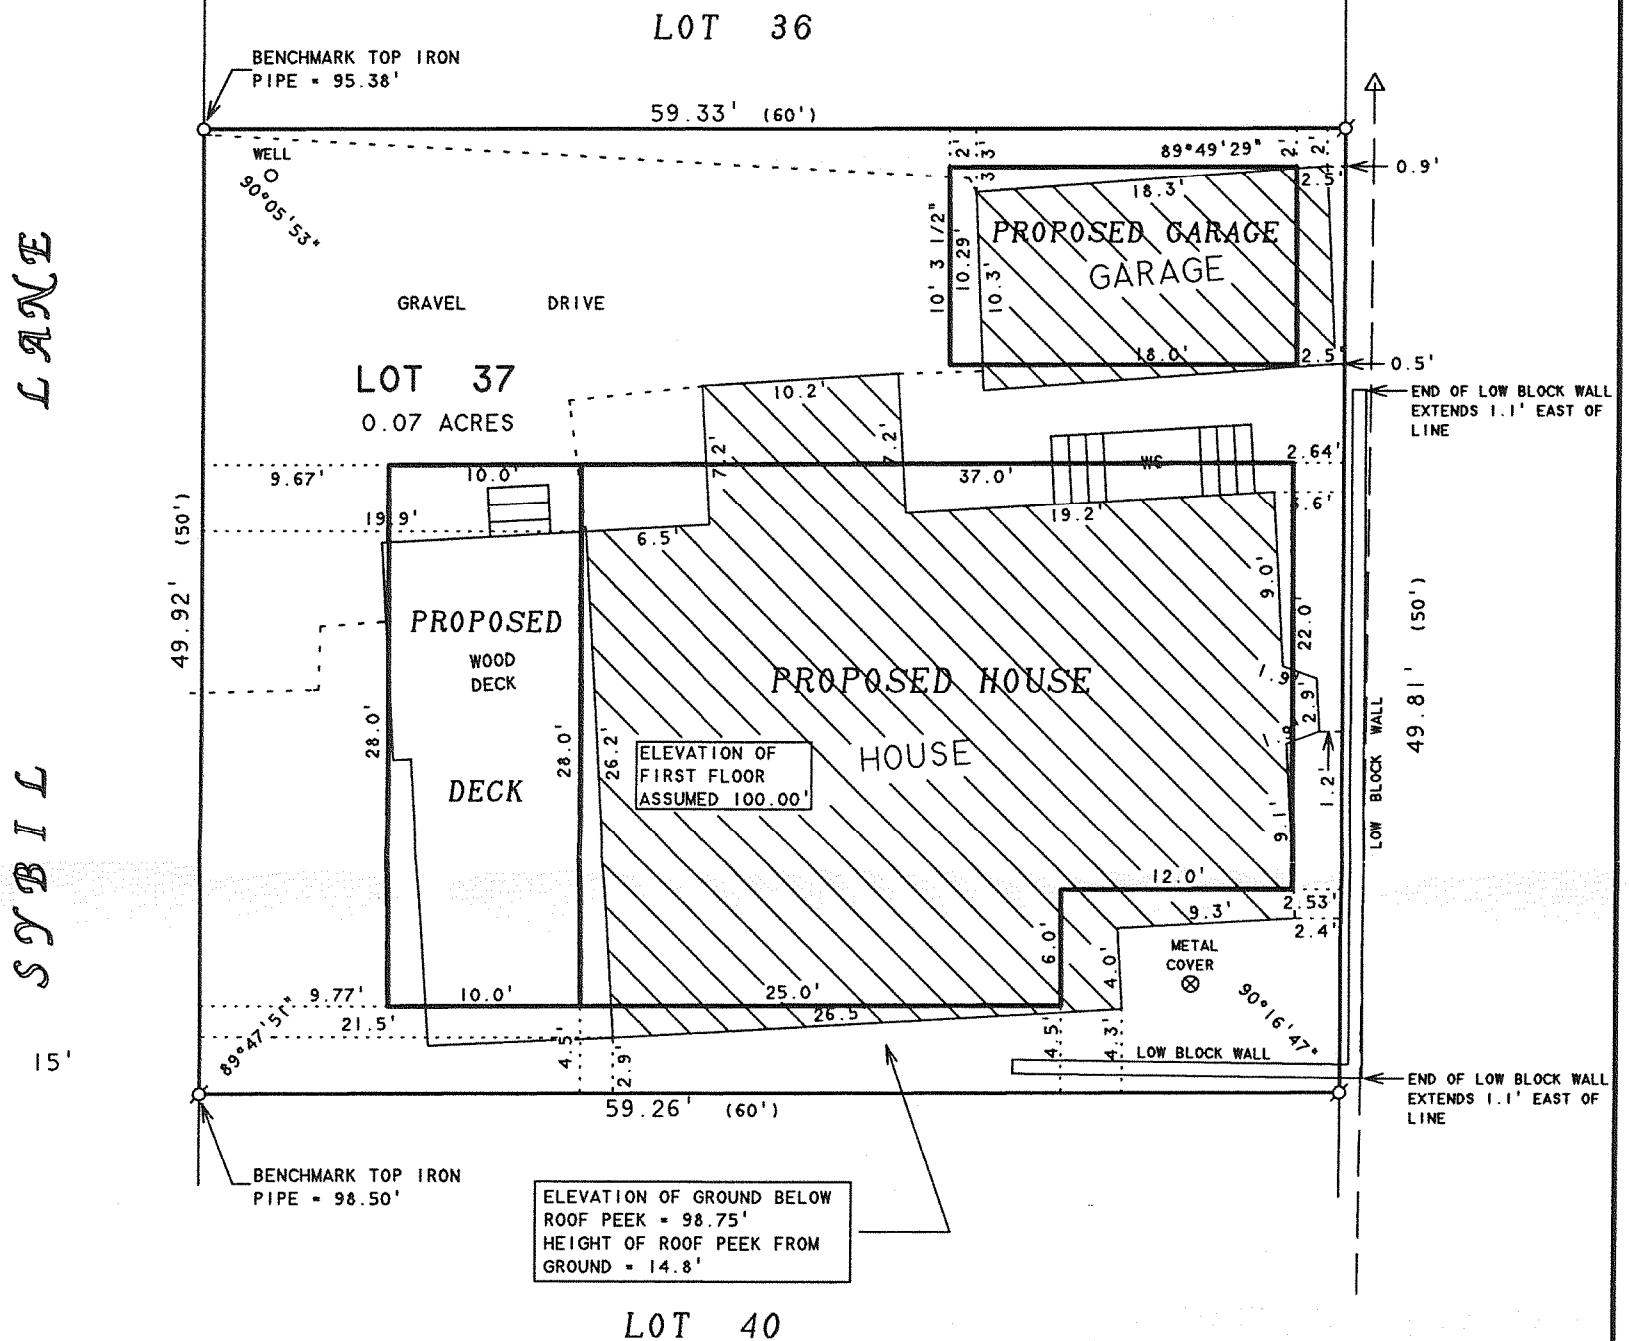 LOT 36
BENCHMARK TOP IRON
PIPE = 95.38'
59.33' (60')
WELL
90°05'53"
2'
3'
3'
89°49'29"
2'
2'
0.9'
2.5'
18.3'
PROPOSED GARAGE
GARAGE
10' 3 1/2"
10.29'
10.3'
GRAVEL DRIVE
18.0'
2.5'
0.5'
LANE
LOT 37
0.07 ACRES
10.2'
END OF LOW BLOCK WALL
EXTENDS 1.1' EAST OF
LINE
7.2'
7.2'
2.64'
9.67'
10.0'
37.0'
WG
19.9'
6.5'
19.2'
49.92' (50')
9.0'
22.0'
49.81' (50')
PROPOSED
WOOD
DECK
DECK
PROPOSED HOUSE
HOUSE
1.9'
2.9'
1.2'
28.0'
28.0'
26.2'
ELEVATION OF
FIRST FLOOR
ASSUMED 100.00'
9.1'
LOW BLOCK WALL
SYBIL
12.0'
2.53'
9.3'
2.4'
6.0'
4.0'
METAL
COVER
9.77'
10.0'
25.0'
26.5
21.5'
89°47'51"
90°16'47"
15'
4.5'
2.9'
4.5'
4.3'
LOW BLOCK WALL
59.26' (60')
END OF LOW BLOCK WALL
EXTENDS 1.1' EAST OF
LINE
BENCHMARK TOP IRON
PIPE = 98.50'
ELEVATION OF GROUND BELOW
ROOF PEEK = 98.75'
HEIGHT OF ROOF PEEK FROM
GROUND = 14.8'
LOT 40